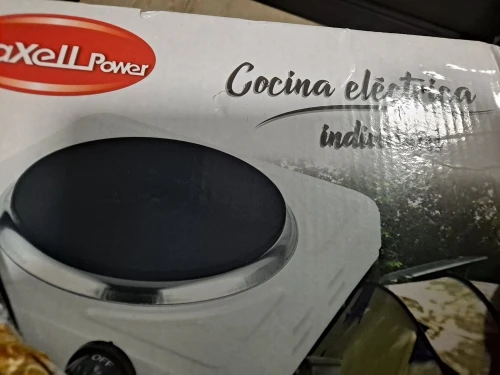 axell Power
Cocina eléctrica
OFF